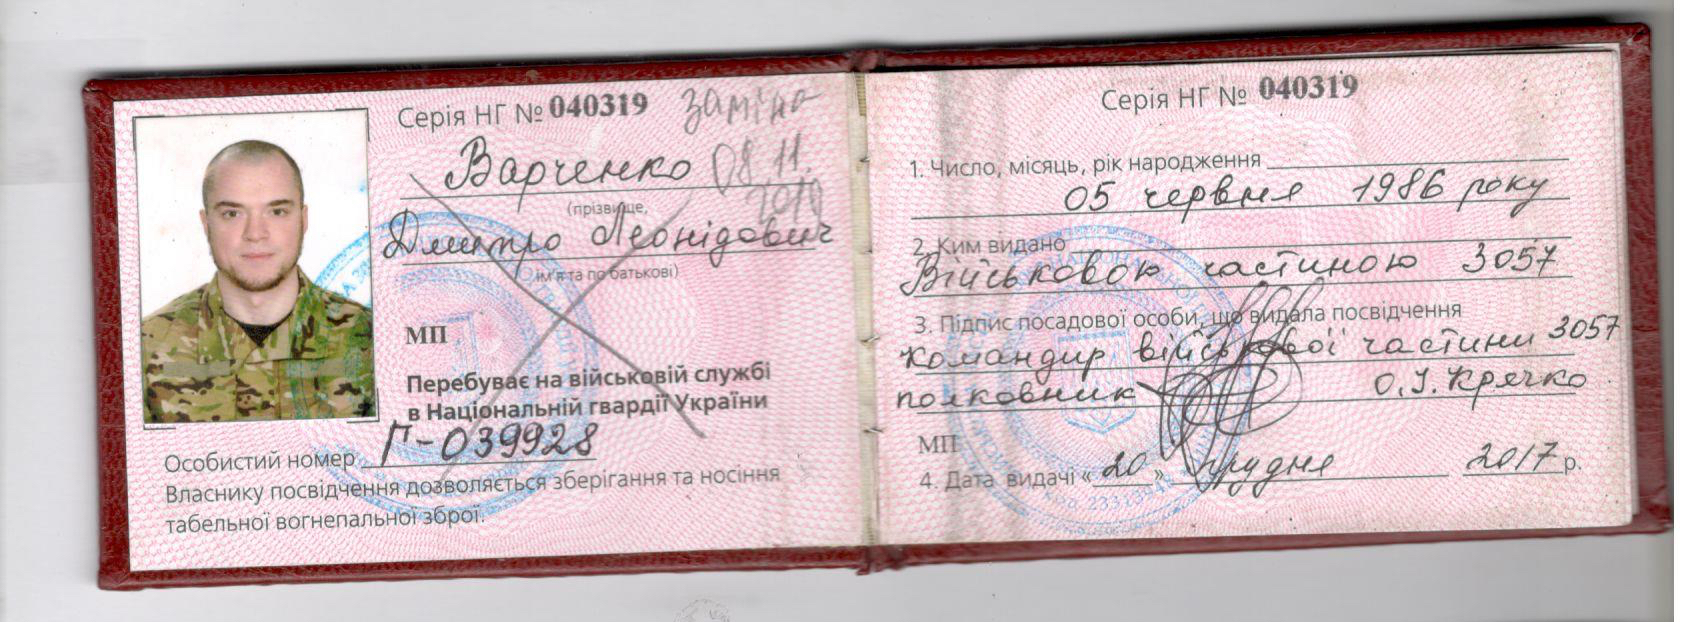 Серія НГ № 040319 заміна
Варченко 08.11.
2019
(прізвище,
Дмитро Леонідович
ім'я та по батькові)
МП
Перебуває на військовій службі
в Національній гвардії України
Особистий номер Г-039928
Власнику посвідчення дозволяється зберігання та носіння
табельної вогнепальної зброї.
Серія НГ № 040319
1. Число, місяць, рік народження
05 червня 1986 року
2. Ким видано
Військовою частиною 3057
3. Підпис посадової особи, що видала посвідчення
командир військової частини 3057
полковник О.І. Кречко
МП
4. Дата видачі «20» грудня 2017 р.